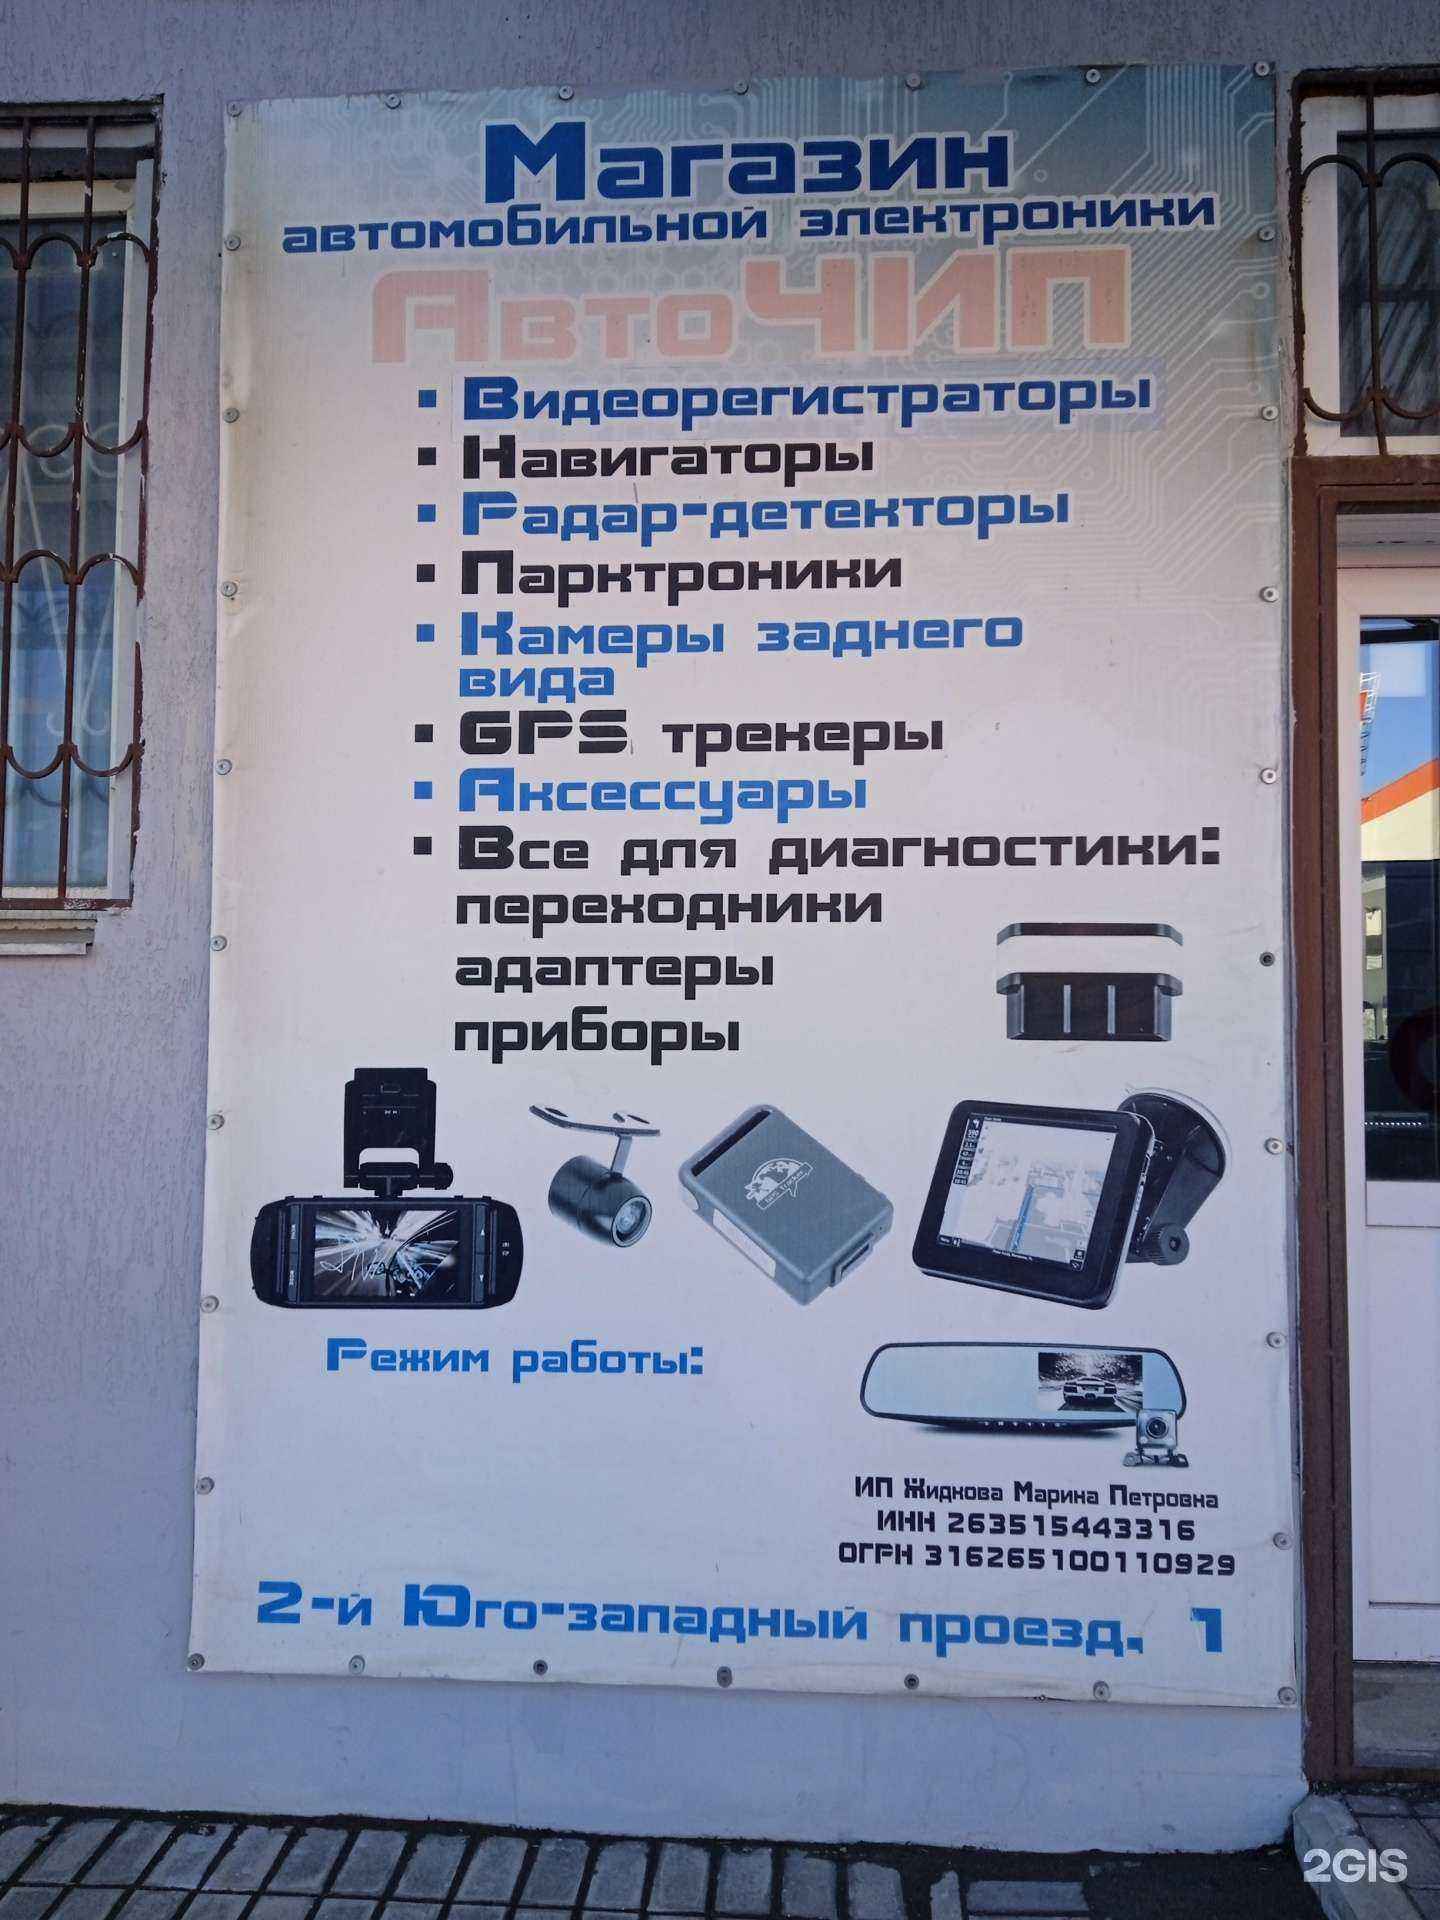 Магазин
автомобильной электроники
АвтоЧИП
▪ Видеорегистраторы
▪ Навигаторы
▪ Радар-детекторы
▪ Парктроники
▪ Камеры заднего
вида
▪ GPS трекеры
▪ Аксессуары
▪ Все для диагностики:
переходники
адаптеры
приборы
Режим работы:
ИП Жидкова Марина Петровна
ИНН 263515443316
ОГРН 316265100110929
2-й Юго-западный проезд, 1
2GIS